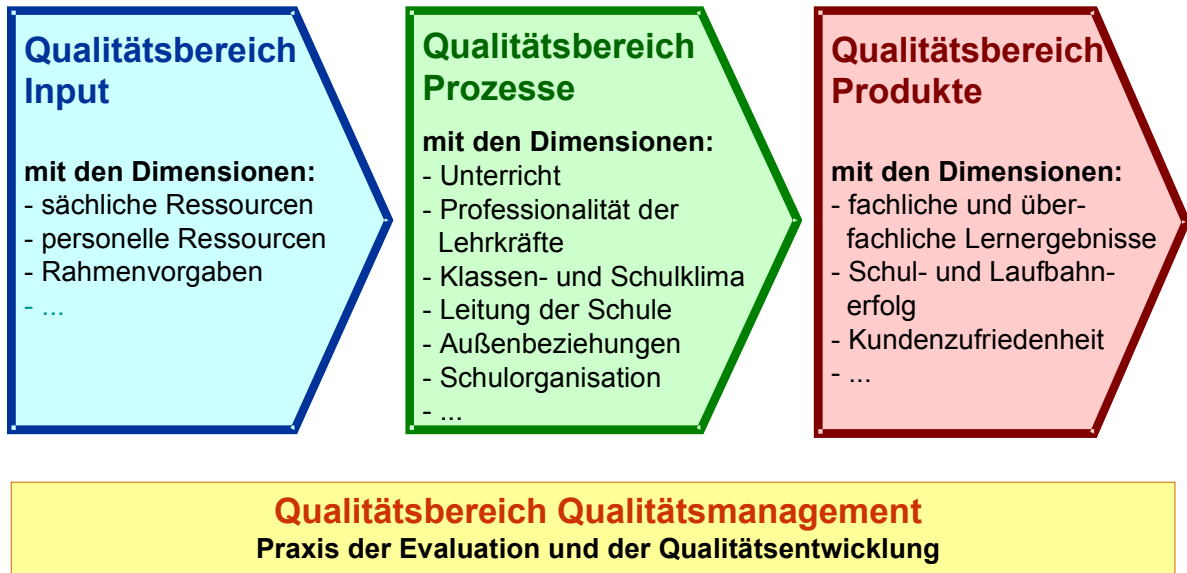 Qualitätsbereich
Input
mit den Dimensionen:
- sächliche Ressourcen
- personelle Ressourcen
- Rahmenvorgaben
- ...
Qualitätsbereich
Prozesse
mit den Dimensionen:
- Unterricht
- Professionalität der
Lehrkräfte
- Klassen- und Schulklima
- Leitung der Schule
- Außenbeziehungen
- Schulorganisation
- ...
Qualitätsbereich
Produkte
mit den Dimensionen:
- fachliche und über-
fachliche Lernergebnisse
- Schul- und Laufbahn-
erfolg
- Kundenzufriedenheit
- ...
Qualitätsbereich Qualitätsmanagement
Praxis der Evaluation und der Qualitätsentwicklung